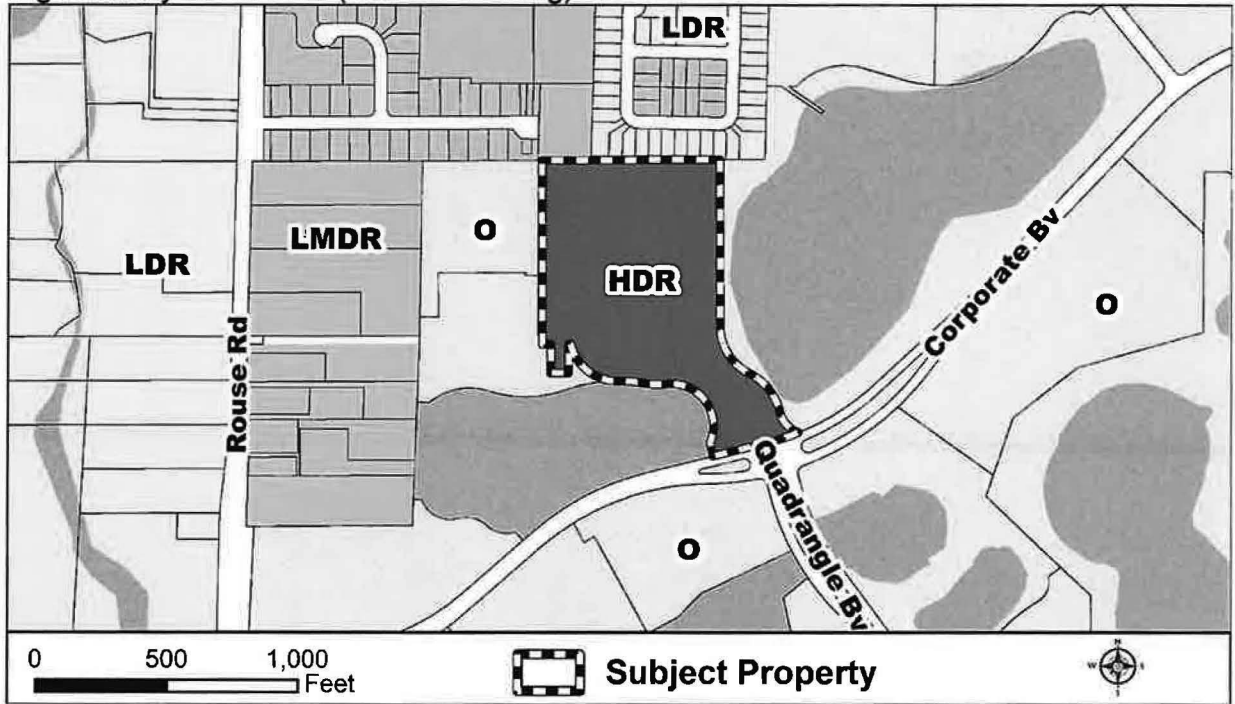 LDR
O
LMDR
LDR
HDR
O
Rouse Rd
Corporate Bv
Quadrangle Bv
O
0 500 1,000
Feet
Subject Property
N
W E
S